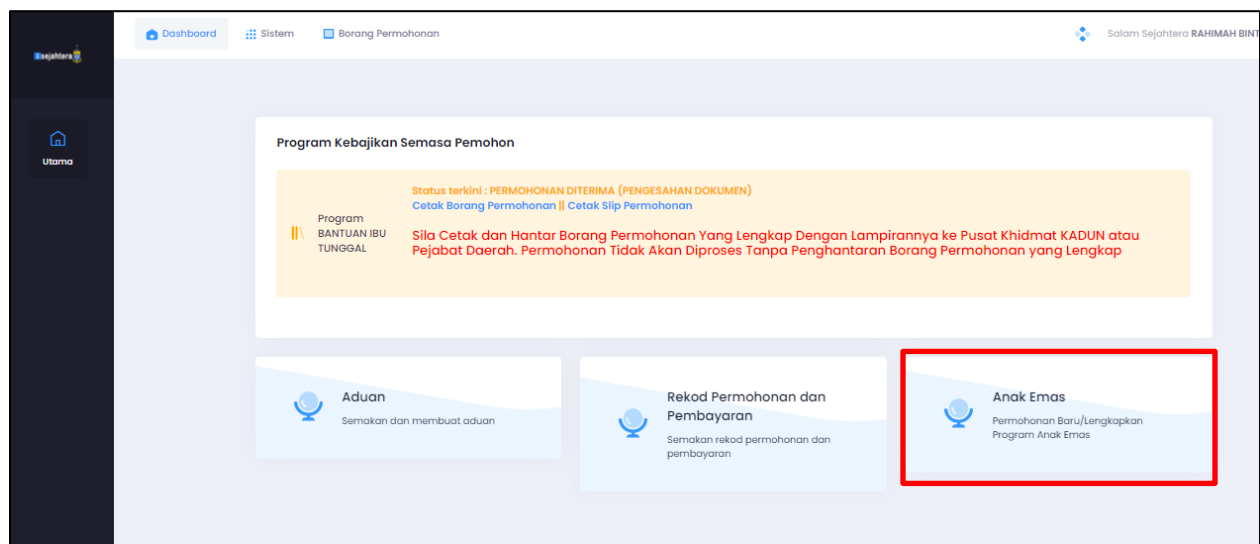 isejahtera
Dashboard
Sistem
Borang Permohonan
Salam Sejahtera RAHIMAH BINT
Utama
Program Kebajikan Semasa Pemohon
Program
BANTUAN IBU
TUNGGAL
Status terkini : PERMOHONAN DITERIMA (PENGESAHAN DOKUMEN)
Cetak Borang Permohonan || Cetak Slip Permohonan
Sila Cetak dan Hantar Borang Permohonan Yang Lengkap Dengan Lampirannya ke Pusat Khidmat KADUN atau
Pejabat Daerah. Permohonan Tidak Akan Diproses Tanpa Penghantaran Borang Permohonan yang Lengkap
Aduan
Semakan dan membuat aduan
Rekod Permohonan dan
Pembayaran
Semakan rekod permohonan dan
pembayaran
Anak Emas
Permohonan Baru/Lengkapkan
Program Anak Emas